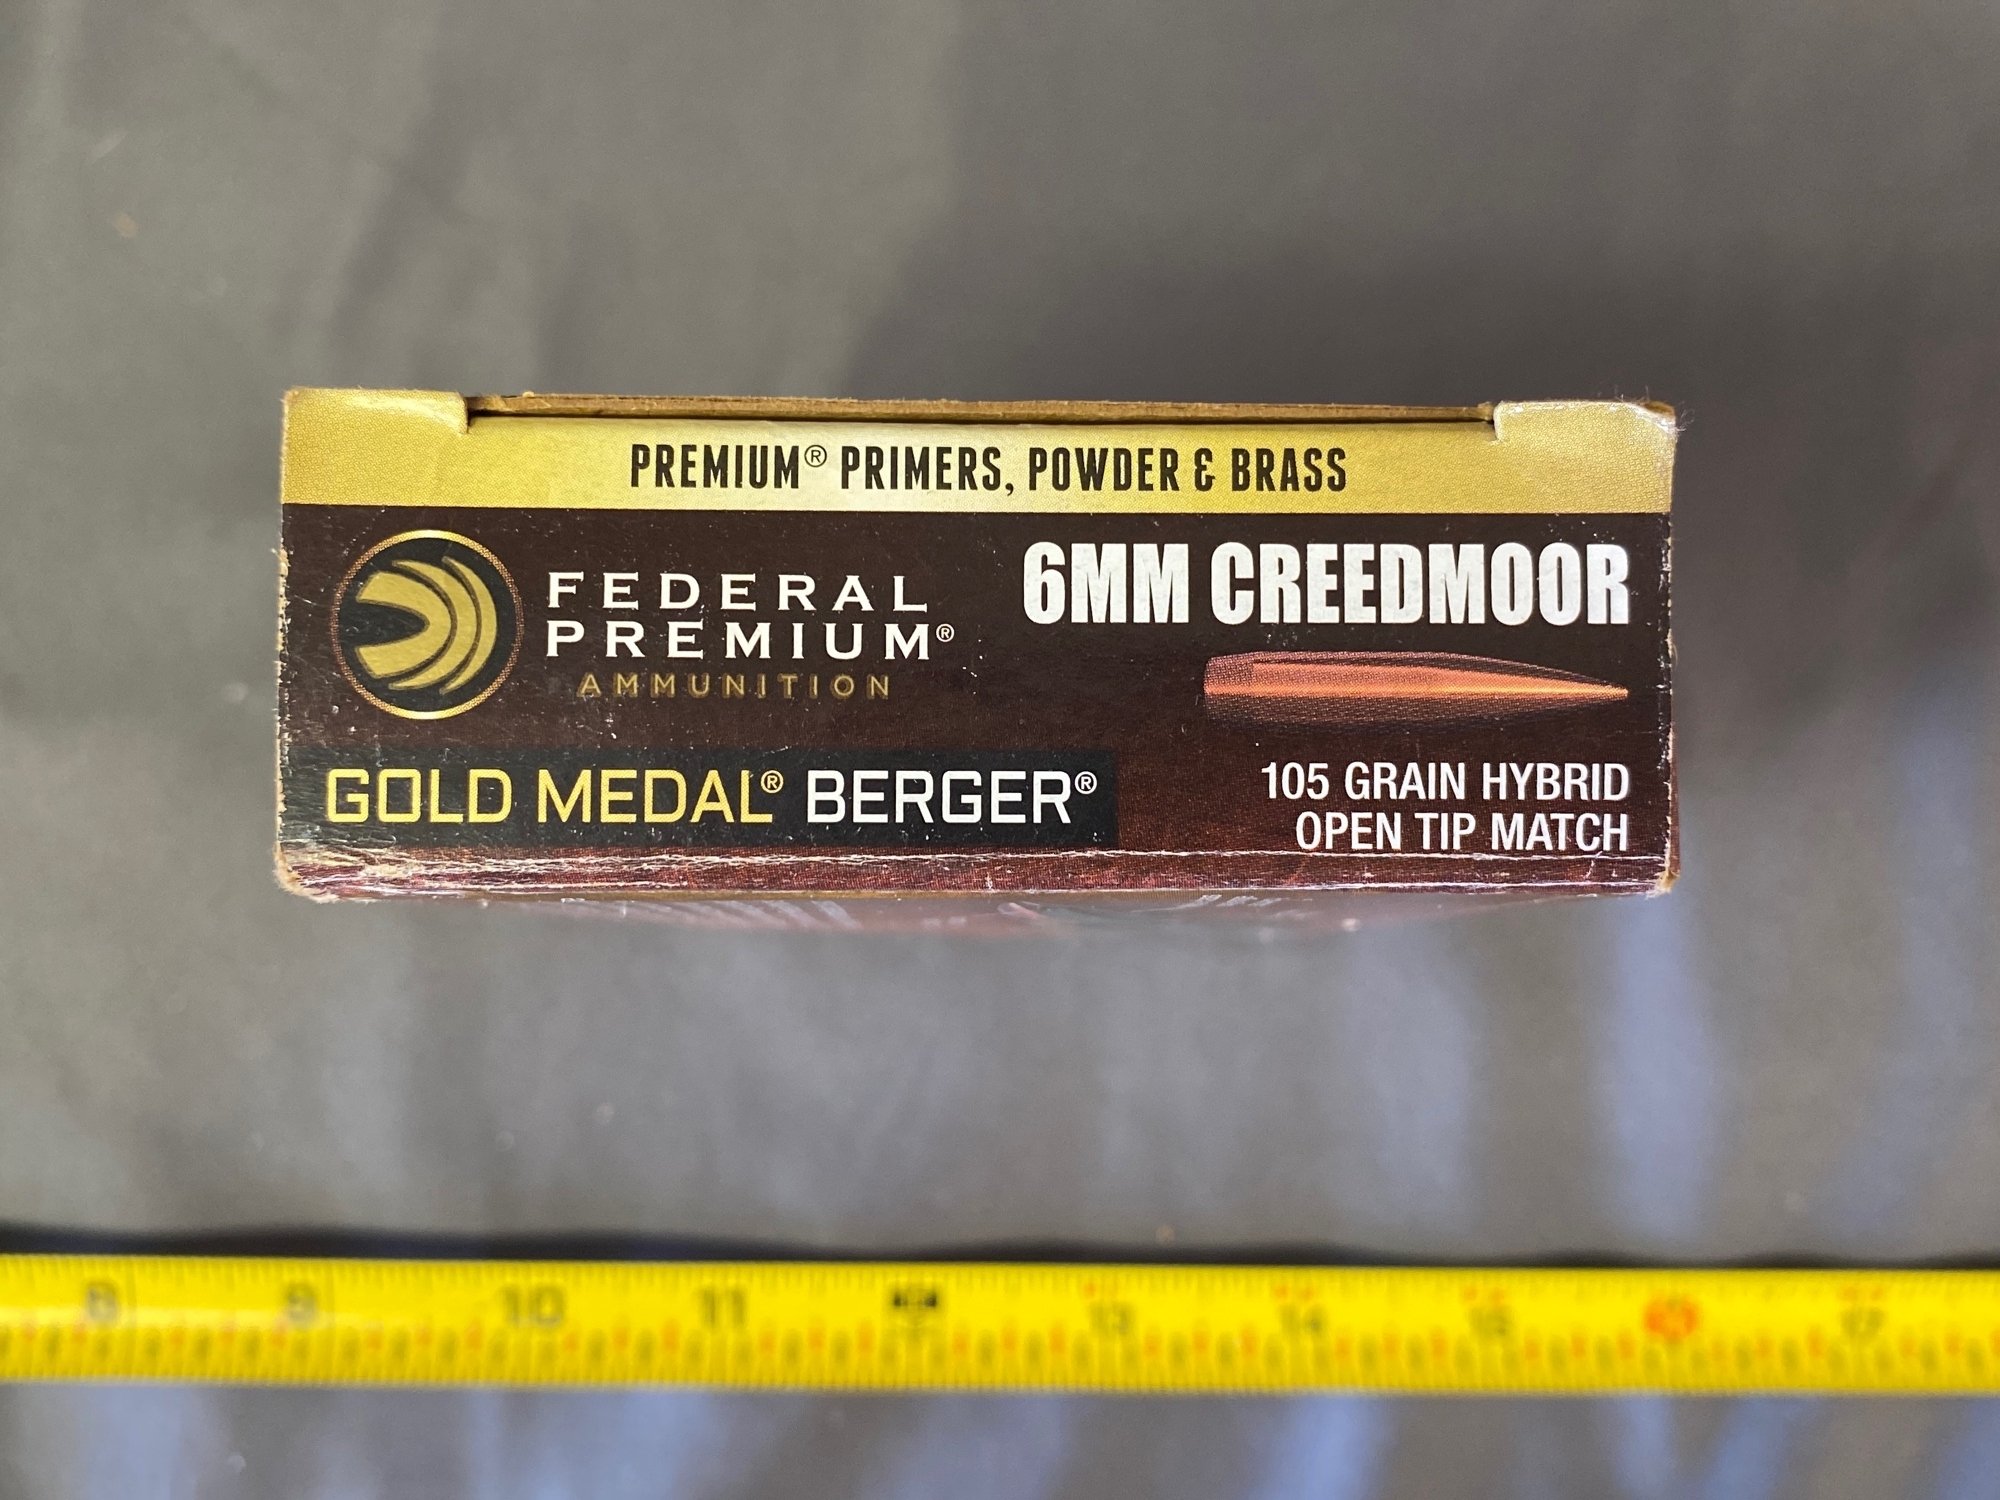 PREMIUM® PRIMERS, POWDER & BRASS
FEDERAL
PREMIUM®
AMMUNITION
6MM CREEDMOOR
GOLD MEDAL® BERGER®
105 GRAIN HYBRID
OPEN TIP MATCH
8 9 10 11 13 14 15 17